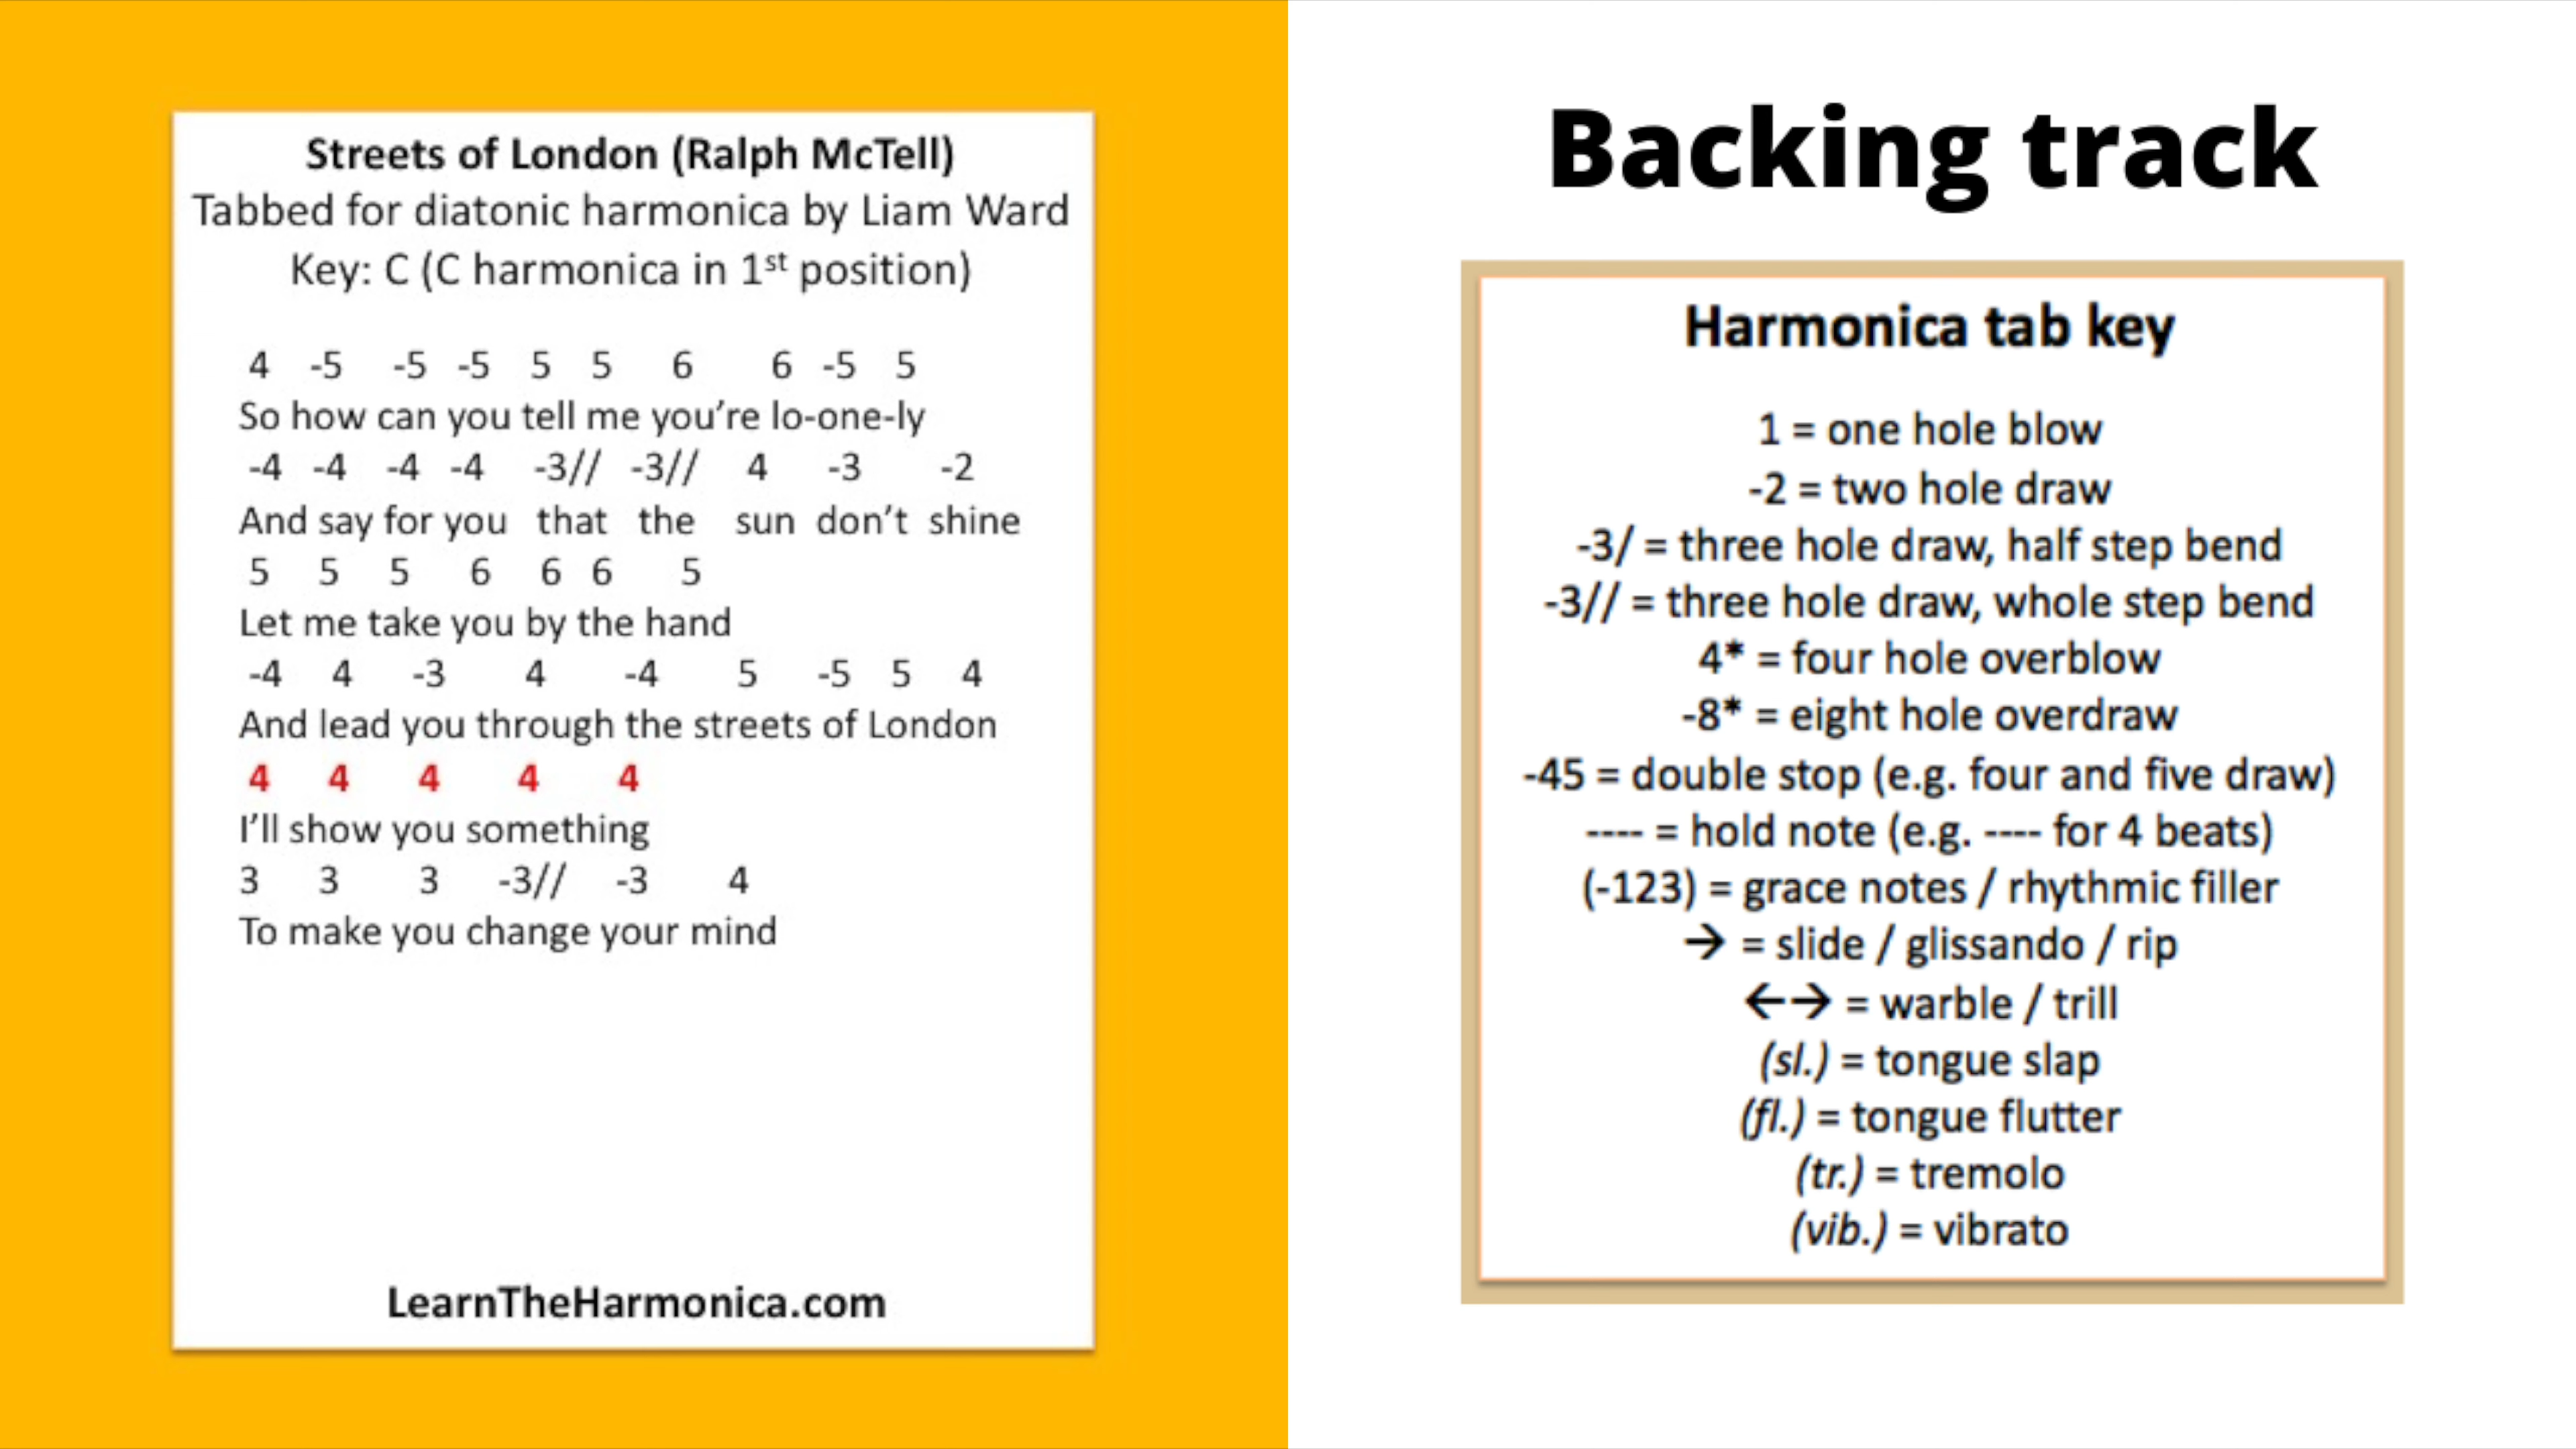 Streets of London (Ralph McTell)
Tabbed for diatonic harmonica by Liam Ward
Key: C (C harmonica in 1st position)
4 -5 -5 -5 5 5 6 6 -5 5
So how can you tell me you're lo-one-ly
-4 -4 -4 -4 -3// -3// 4 -3 -2
And say for you that the sun don't shine
5 5 5 6 6 6 5
Let me take you by the hand
-4 4 -3 4 -4 5 -5 5 4
And lead you through the streets of London
4 4 4 4 4
I'll show you something
3 3 3 -3// -3 4
To make you change your mind
LearnTheHarmonica.com
Backing track
Harmonica tab key
1 = one hole blow
-2 = two hole draw
-3/ = three hole draw, half step bend
-3// = three hole draw, whole step bend
4* = four hole overblow
-8* = eight hole overdraw
-45 = double stop (e.g. four and five draw)
---- = hold note (e.g. ---- for 4 beats)
(-123) = grace notes / rhythmic filler
→ = slide / glissando / rip
←→ = warble / trill
(sl.) = tongue slap
(fl.) = tongue flutter
(tr.) = tremolo
(vib.) = vibrato